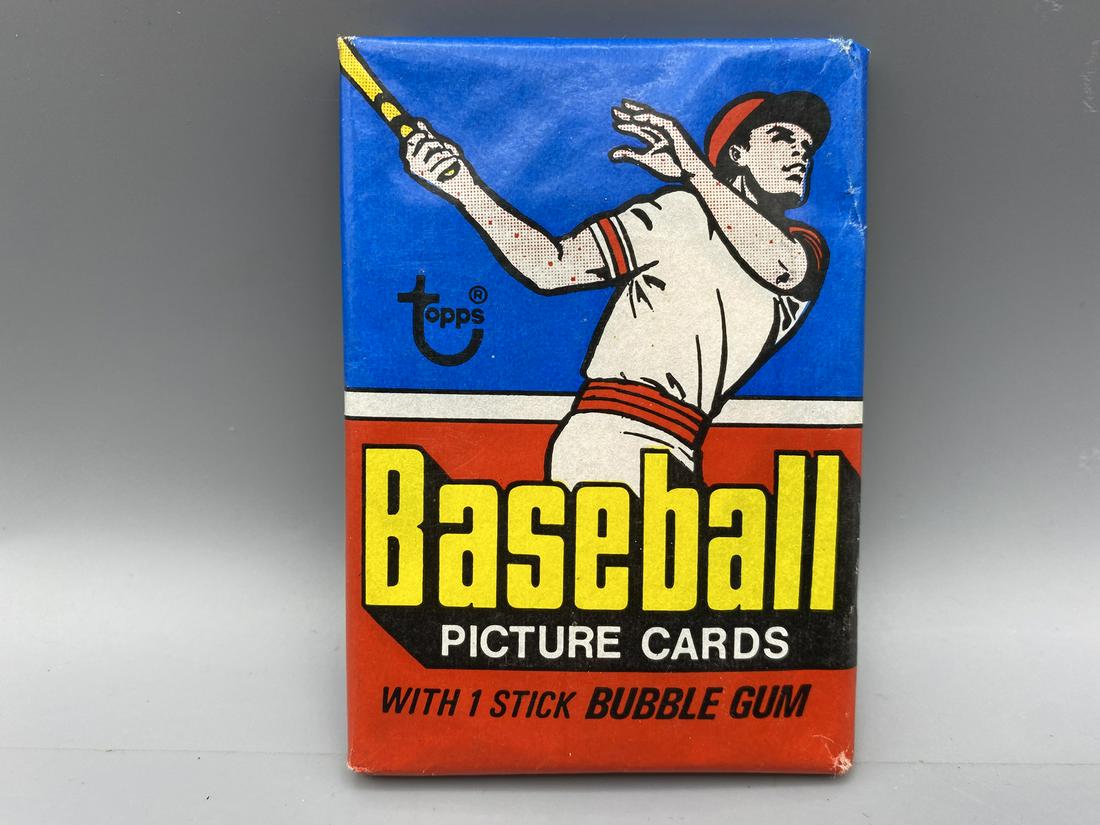 topps®
Baseball
PICTURE CARDS
WITH 1 STICK BUBBLE GUM